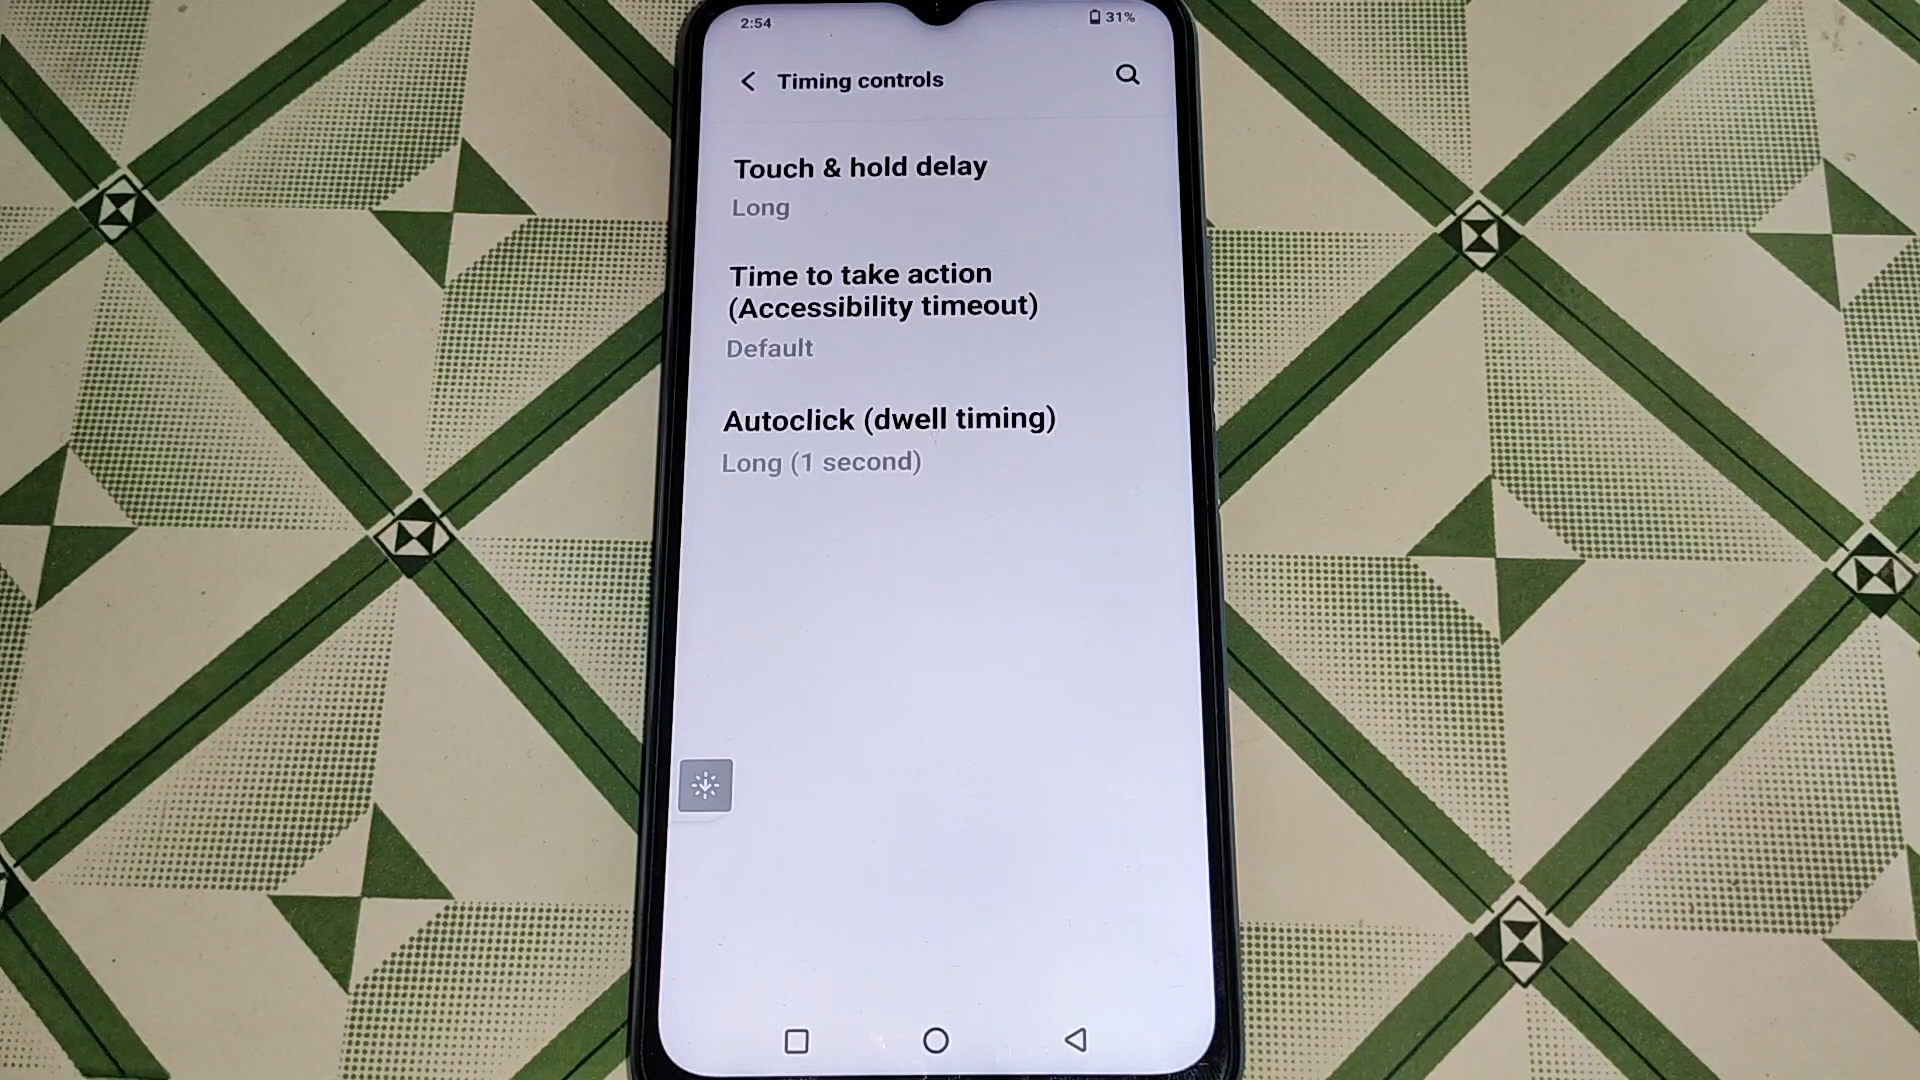 2:54
31%
Timing controls
Touch & hold delay
Long
Time to take action
(Accessibility timeout)
Default
Autoclick (dwell timing)
Long (1 second)